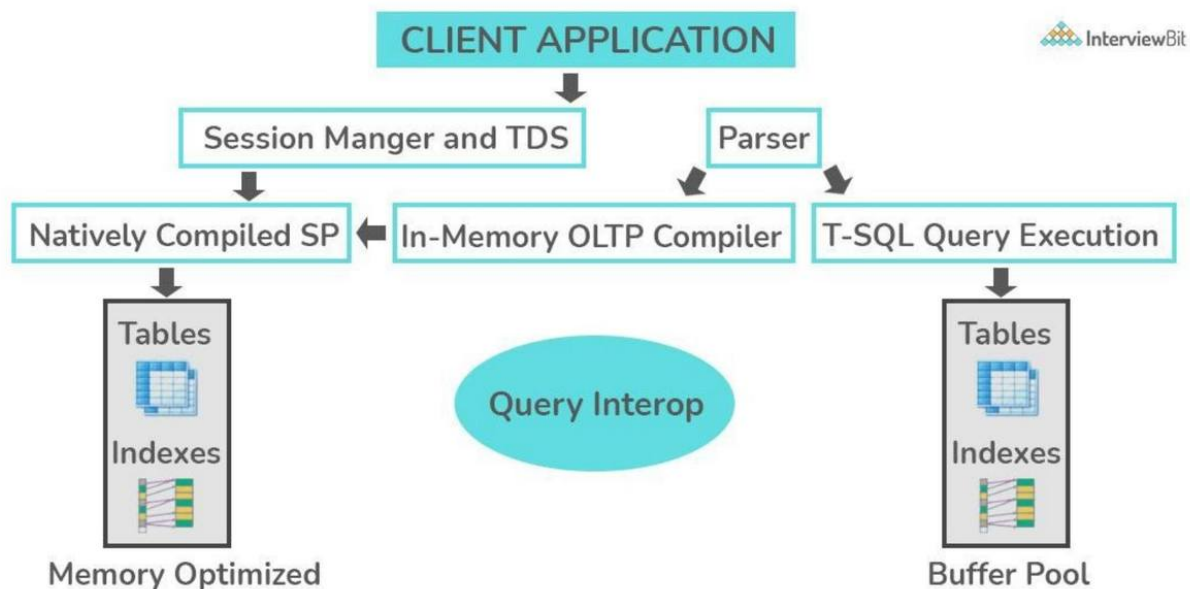 CLIENT APPLICATION
InterviewBit
Session Manger and TDS
Parser
Natively Compiled SP
In-Memory OLTP Compiler
T-SQL Query Execution
Tables
Indexes
Memory Optimized
Query Interop
Tables
Indexes
Buffer Pool